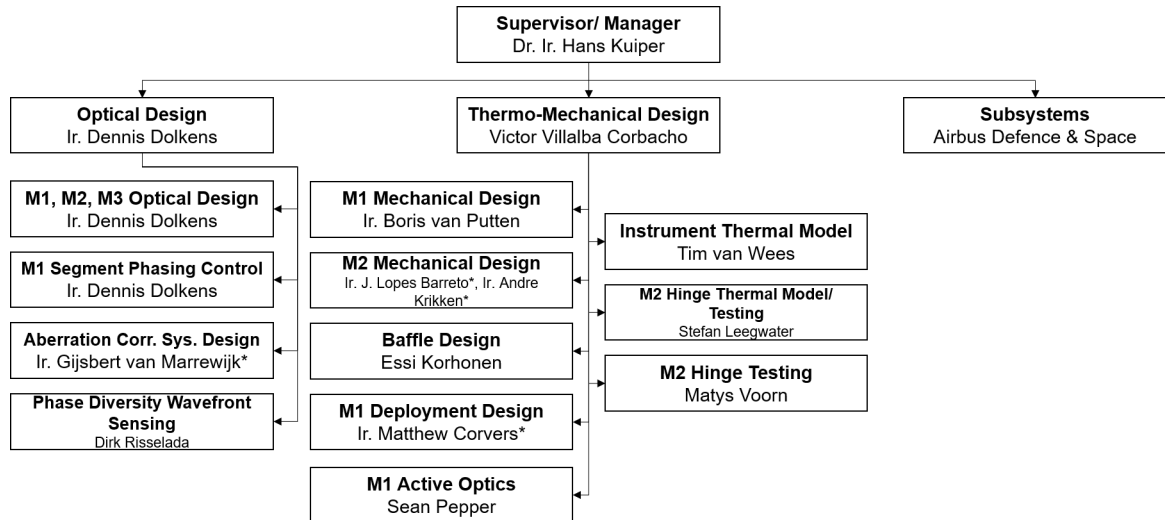 Supervisor/ Manager
Dr. Ir. Hans Kuiper
Optical Design
Ir. Dennis Dolkens
Thermo-Mechanical Design
Victor Villalba Corbacho
Subsystems
Airbus Defence & Space
M1, M2, M3 Optical Design
Ir. Dennis Dolkens
M1 Segment Phasing Control
Ir. Dennis Dolkens
Aberration Corr. Sys. Design
Ir. Gijsbert van Marrewijk*
Phase Diversity Wavefront
Sensing
Dirk Risselada
M1 Mechanical Design
Ir. Boris van Putten
M2 Mechanical Design
Ir. J. Lopes Barreto*, Ir. Andre
Krikken*
Baffle Design
Essi Korhonen
M1 Deployment Design
Ir. Matthew Corvers*
M1 Active Optics
Sean Pepper
Instrument Thermal Model
Tim van Wees
M2 Hinge Thermal Model/
Testing
Stefan Leegwater
M2 Hinge Testing
Matys Voorn